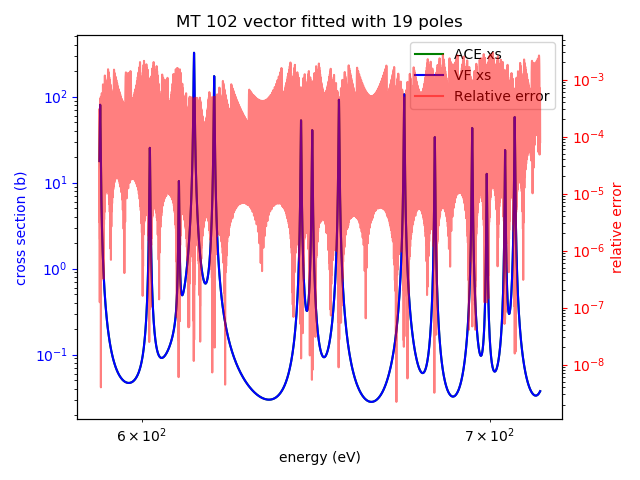 MT 102 vector fitted with 19 poles
ACE xs
VF xs
Relative error
cross section (b)
10²
10¹
10⁰
10⁻¹
relative error
10⁻³
10⁻⁴
10⁻⁵
10⁻⁶
10⁻⁷
10⁻⁸
6 × 10²
7 × 10²
energy (eV)